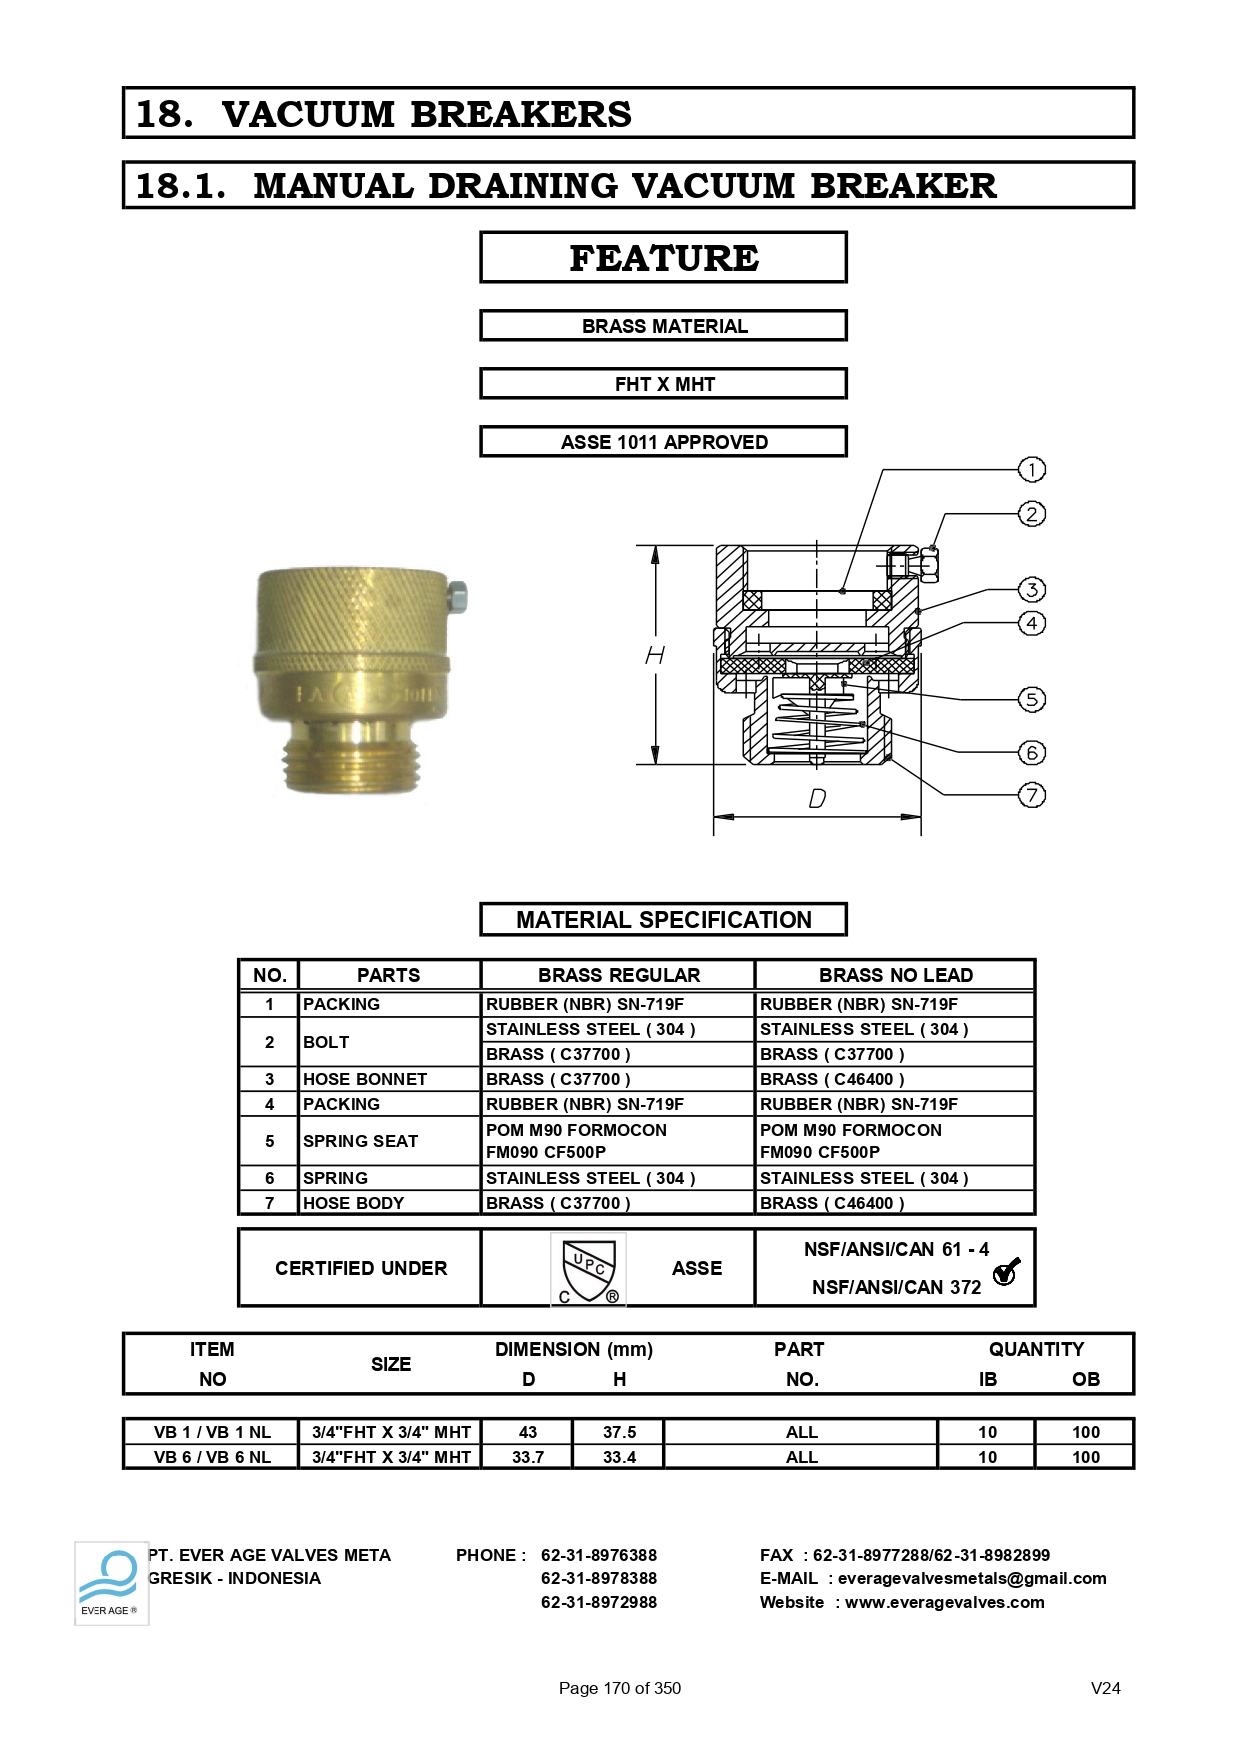 18. VACUUM BREAKERS
18.1. MANUAL DRAINING VACUUM BREAKER
FEATURE
BRASS MATERIAL
FHT X MHT
ASSE 1011 APPROVED
1
2
3
H
4
5
6
D
7
MATERIAL SPECIFICATION
NO. PARTS BRASS REGULAR BRASS NO LEAD
1 PACKING RUBBER (NBR) SN-719F RUBBER (NBR) SN-719F
2 BOLT STAINLESS STEEL ( 304 ) STAINLESS STEEL ( 304 )
BRASS ( C37700 ) BRASS ( C37700 )
3 HOSE BONNET BRASS ( C37700 ) BRASS ( C46400 )
4 PACKING RUBBER (NBR) SN-719F RUBBER (NBR) SN-719F
5 SPRING SEAT POM M90 FORMOCON POM M90 FORMOCON
FM090 CF500P FM090 CF500P
6 SPRING STAINLESS STEEL ( 304 ) STAINLESS STEEL ( 304 )
7 HOSE BODY BRASS ( C37700 ) BRASS ( C46400 )
CERTIFIED UNDER UPC C ® ASSE NSF/ANSI/CAN 61 - 4
NSF/ANSI/CAN 372
ITEM SIZE DIMENSION (mm) PART QUANTITY
NO D H NO. IB OB
VB 1 / VB 1 NL 3/4"FHT X 3/4" MHT 43 37.5 ALL 10 100
VB 6 / VB 6 NL 3/4"FHT X 3/4" MHT 33.7 33.4 ALL 10 100
PT. EVER AGE VALVES META PHONE : 62-31-8976388 FAX : 62-31-8977288/62-31-8982899
GRESIK - INDONESIA 62-31-8978388 E-MAIL : everagevalvesmetals@gmail.com
62-31-8972988 Website : www.everagevalves.com
EVER AGE ®
Page 170 of 350 V24